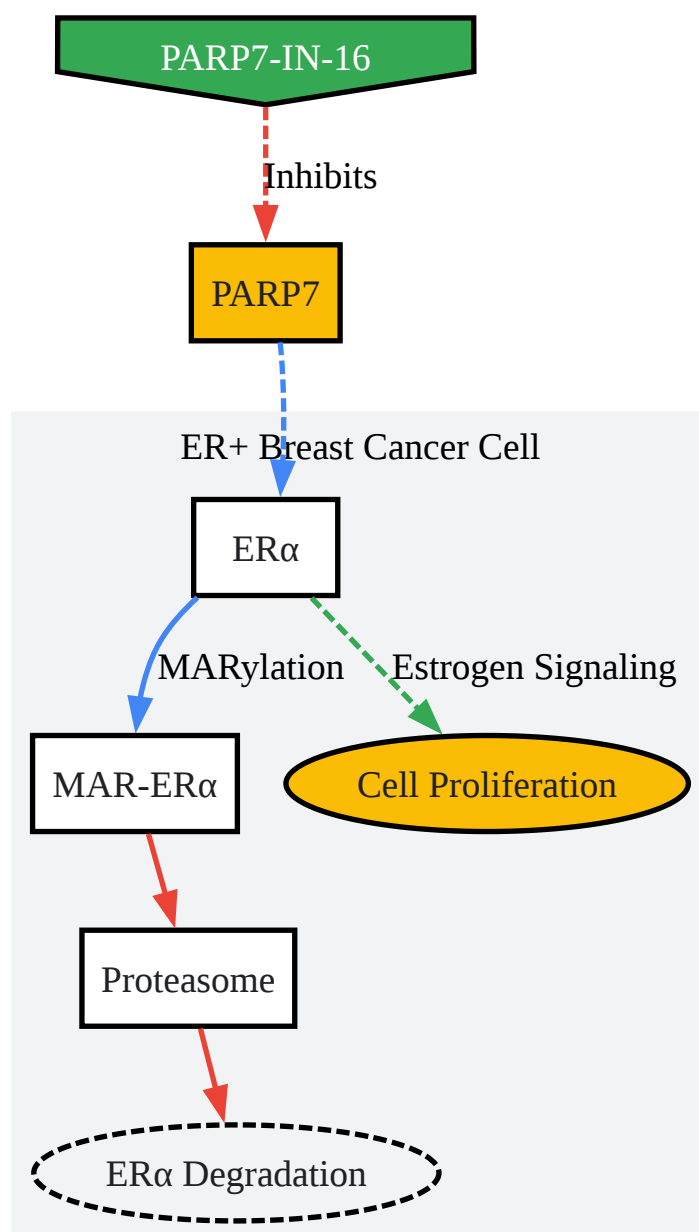 PARP7-IN-16
Inhibits
PARP7
ER+ Breast Cancer Cell
ERα
MARylation
Estrogen Signaling
MAR-ERα
Cell Proliferation
Proteasome
ERα Degradation